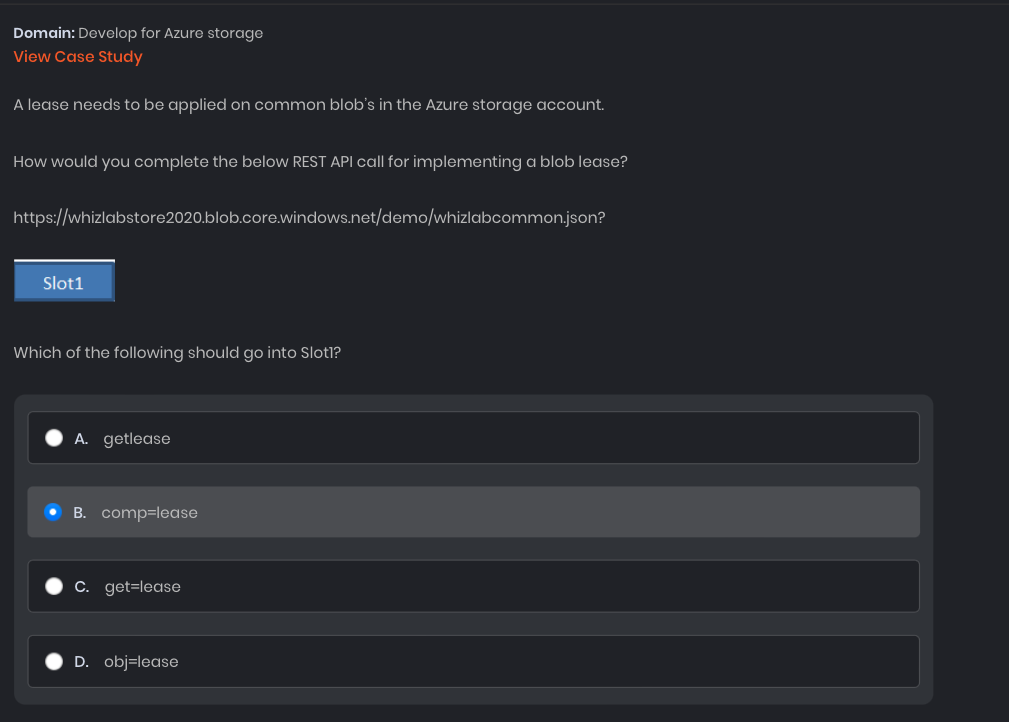 Domain: Develop for Azure storage
View Case Study
A lease needs to be applied on common blob's in the Azure storage account.
How would you complete the below REST API call for implementing a blob lease?
https://whizlabstore2020.blob.core.windows.net/demo/whizlabcommon.json?
Slot1
Which of the following should go into Slot1?
A. getlease
B. comp=lease
C. get=lease
D. obj=lease